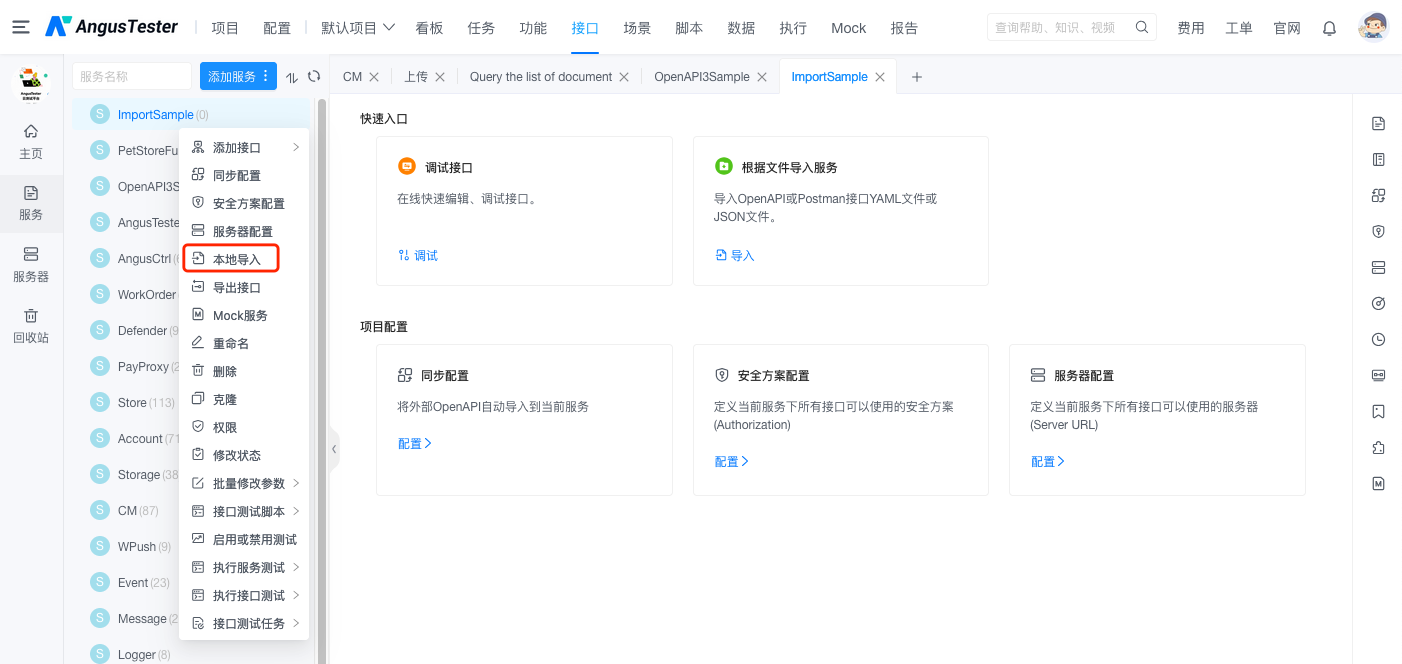 AngusTester
项目
配置
默认项目
看板
任务
功能
接口
场景
脚本
数据
执行
Mock
报告
查询帮助、知识、视频
费用
工单
官网
主页
服务
服务器
回收站
服务名称
添加服务
S ImportSample (0)
S PetStoreFu
S OpenAPI3S
S AngusTeste
S AngusCtrl (6
S WorkOrder
S Defender (9
S PayProxy (2
S Store (113)
S Account (71
S Storage (38
S CM (87)
S WPush (9)
S Event (23)
S Message (2
S Logger (8)
添加接口
同步配置
安全方案配置
服务器配置
本地导入
导出接口
Mock服务
重命名
删除
克隆
权限
修改状态
批量修改参数
接口测试脚本
启用或禁用测试
执行服务测试
执行接口测试
接口测试任务
CM
上传
Query the list of document
OpenAPI3Sample
ImportSample
快速入口
调试接口
在线快速编辑、调试接口。
调试
根据文件导入服务
导入OpenAPI或Postman接口YAML文件或
JSON文件。
导入
项目配置
同步配置
将外部OpenAPI自动导入到当前服务
配置
安全方案配置
定义当前服务下所有接口可以使用的安全方案
(Authorization)
配置
服务器配置
定义当前服务下所有接口可以使用的服务器
(Server URL)
配置